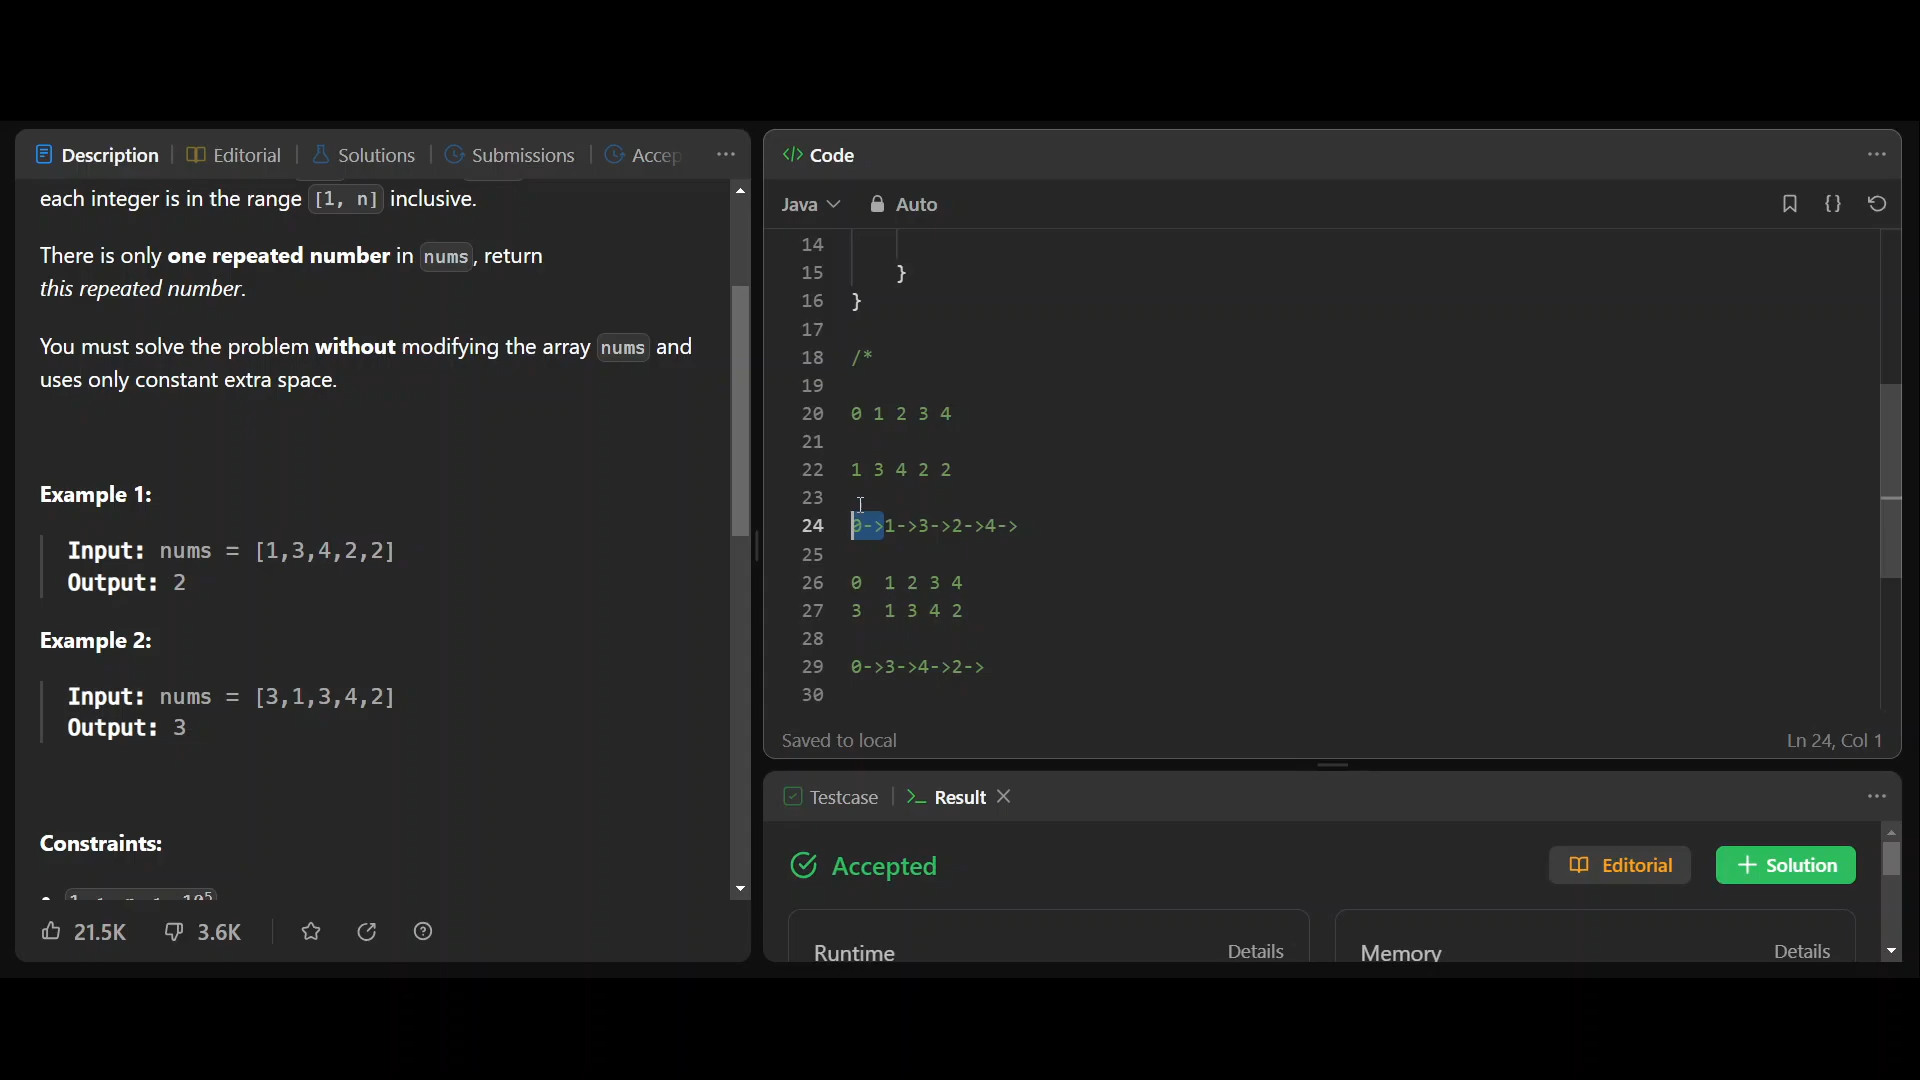 Description
Editorial
Solutions
Submissions
Accep
each integer is in the range [1, n] inclusive.
There is only one repeated number in nums, return
this repeated number.
You must solve the problem without modifying the array nums and
uses only constant extra space.
Example 1:
Input: nums = [1,3,4,2,2]
Output: 2
Example 2:
Input: nums = [3,1,3,4,2]
Output: 3
Constraints:
21.5K
3.6K
</> Code
Java
Auto
14
15 }
16 }
17
18 /*
19
20 0 1 2 3 4
21
22 1 3 4 2 2
23
24 0->1->3->2->4->
25
26 0 1 2 3 4
27 3 1 3 4 2
28
29 0->3->4->2->
30
Saved to local
Ln 24, Col 1
Testcase
Result
Accepted
Editorial
+ Solution
Runtime
Details
Memory
Details